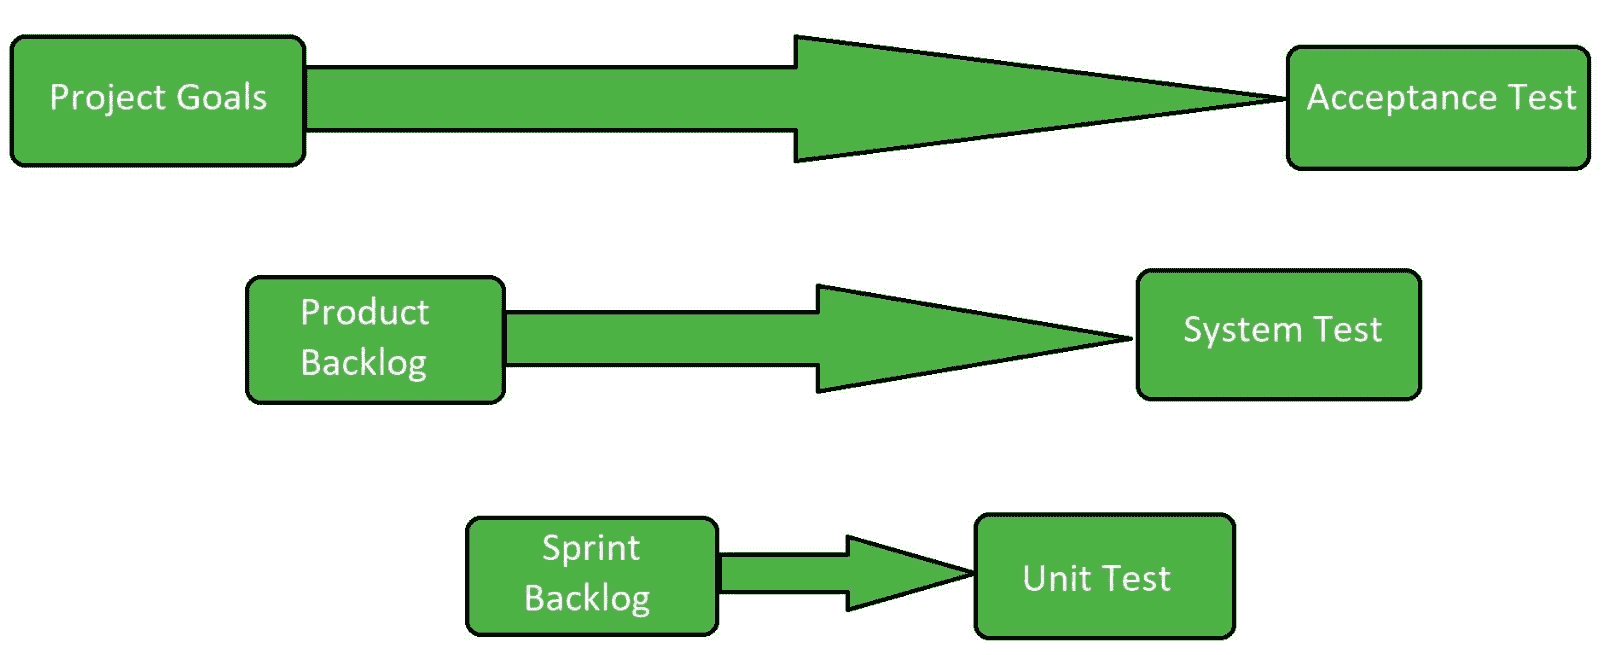 Project Goals
Acceptance Test
Product
Backlog
System Test
Sprint
Backlog
Unit Test